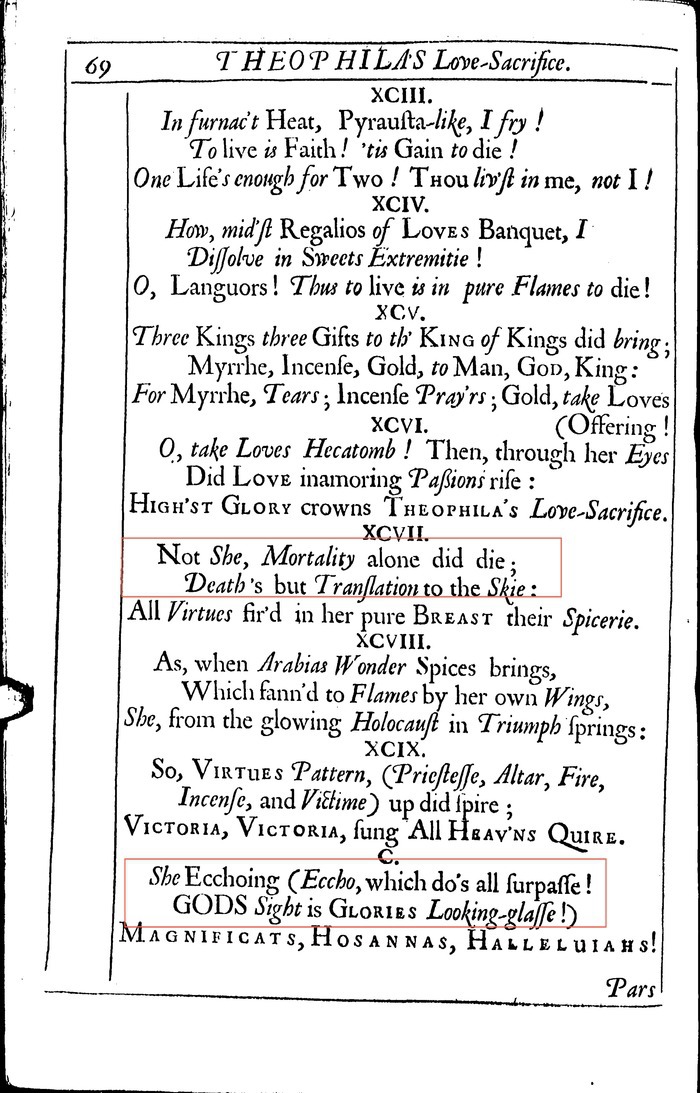 69 THEOPHILA'S Love-Sacrifice.
XCIII.
In furnac't Heat, Pyrauſta-like, I fry !
To live is Faith ! 'tis Gain to die !
One Life's enough for Two ! THOU liv'ſt in me, not I !
XCIV.
How, mid'ſt Regalios of LOVES Banquet, I
Diſſolve in Sweets Extremitie !
O, Languors ! Thus to live is in pure Flames to die !
XCV.
Three Kings three Gifts to th' KING of Kings did bring ;
Myrrhe, Incenſe, Gold, to Man, GOD, King :
For Myrrhe, Tears ; Incenſe Pray'rs ; Gold, take Loves
XCVI. (Offering !
O, take Loves Hecatomb ! Then, through her Eyes
Did LOVE inamoring Paſsions riſe :
HIGH'ST GLORY crowns THEOPHILA'S Love-Sacrifice.
XCVII.
Not She, Mortality alone did die ;
Death 's but Tranſlation to the Skie :
All Virtues fir'd in her pure BREAST their Spicerie.
XCVIII.
As, when Arabias Wonder Spices brings,
Which fann'd to Flames by her own Wings,
She, from the glowing Holocauſt in Triumph ſprings :
XCIX.
So, VIRTUES Pattern, (Prieſteſſe, Altar, Fire,
Incenſe, and Victime) up did ſpire ;
VICTORIA, VICTORIA, ſung All HEAV'NS QUIRE.
C.
She Ecchoing (Eccho, which do's all ſurpaſſe !
GODS Sight is GLORIES Looking-glaſſe !)
MAGNIFICATS, HOSANNAS, HALLELUIAHS !
Pars